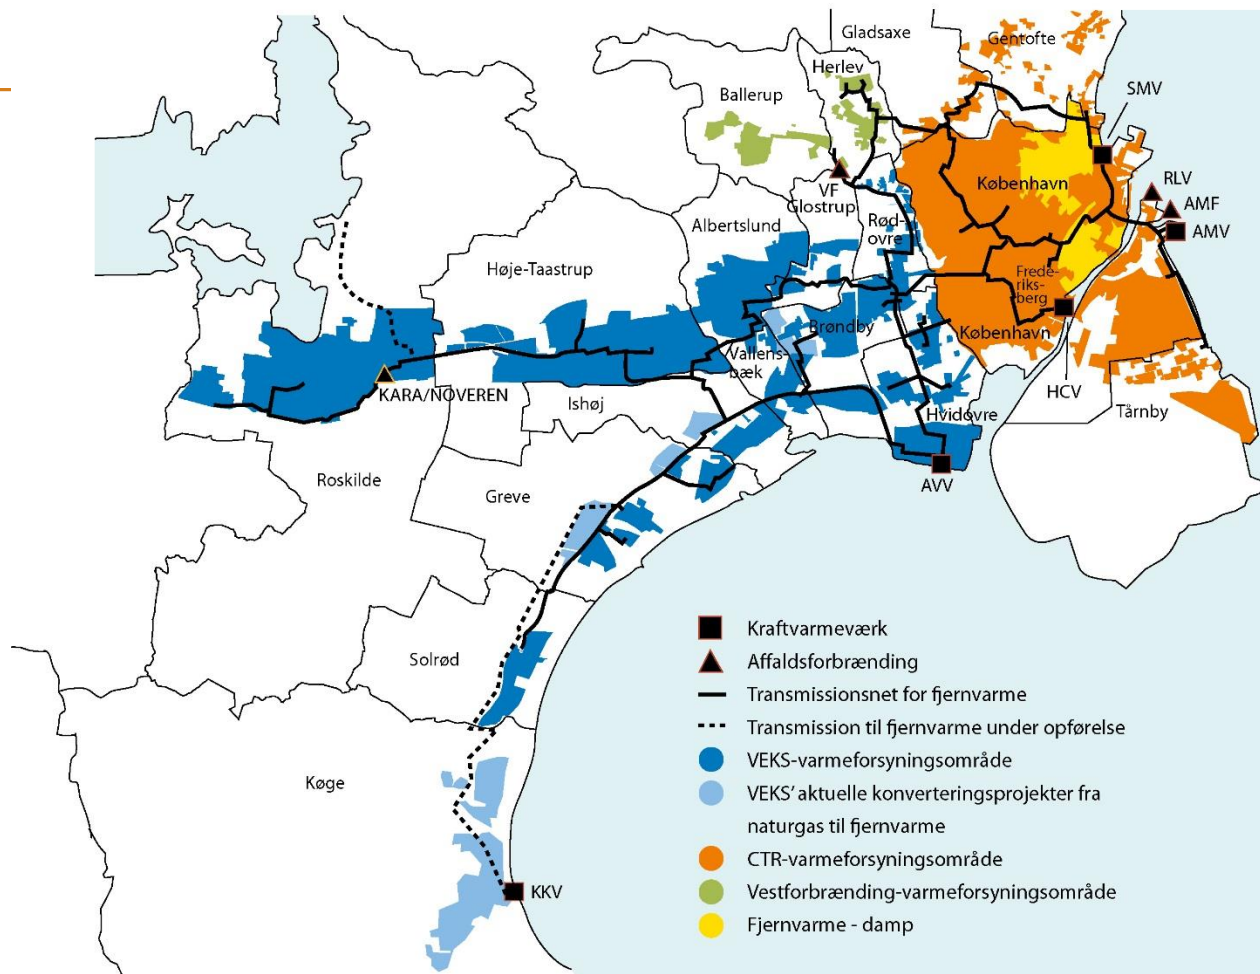 Gladsaxe
Gentofte
Herlev
SMV
Ballerup
RLV
København
VF
AMF
Glostrup
Rød-
ovre
AMV
Albertslund
Høje-Taastrup
Frede-
riks-
berg
Brøndby
København
Vallens-
bæk
KARA/NOVEREN
HCV
Ishøj
Hvidovre
Tårnby
Roskilde
AVV
Greve
Kraftvarmeværk
Solrød
Affaldsforbrænding
Transmissionsnet for fjernvarme
Transmission til fjernvarme under opførelse
VEKS-varmeforsyningsområde
Køge
VEKS' aktuelle konverteringsprojekter fra
naturgas til fjernvarme
CTR-varmeforsyningsområde
KKV
Vestforbrænding-varmeforsyningsområde
Fjernvarme - damp